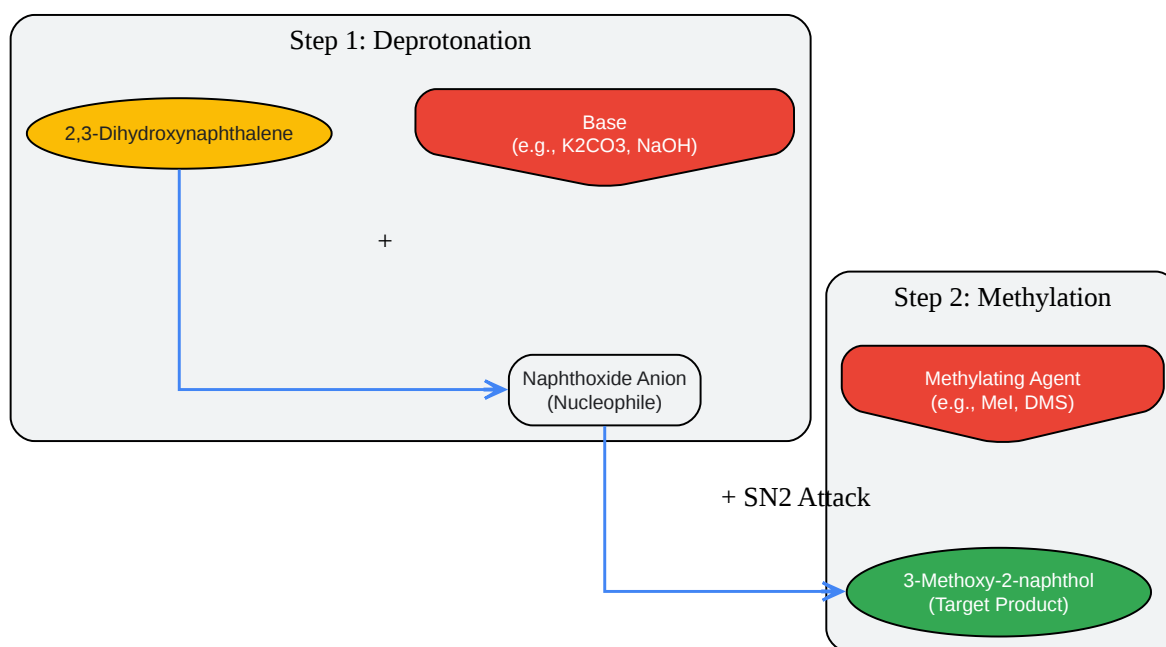 Step 1: Deprotonation
2,3-Dihydroxynaphthalene
Base
(e.g., K2CO3, NaOH)
+
Naphthoxide Anion
(Nucleophile)
Step 2: Methylation
Methylating Agent
(e.g., MeI, DMS)
+ SN2 Attack
3-Methoxy-2-naphthol
(Target Product)